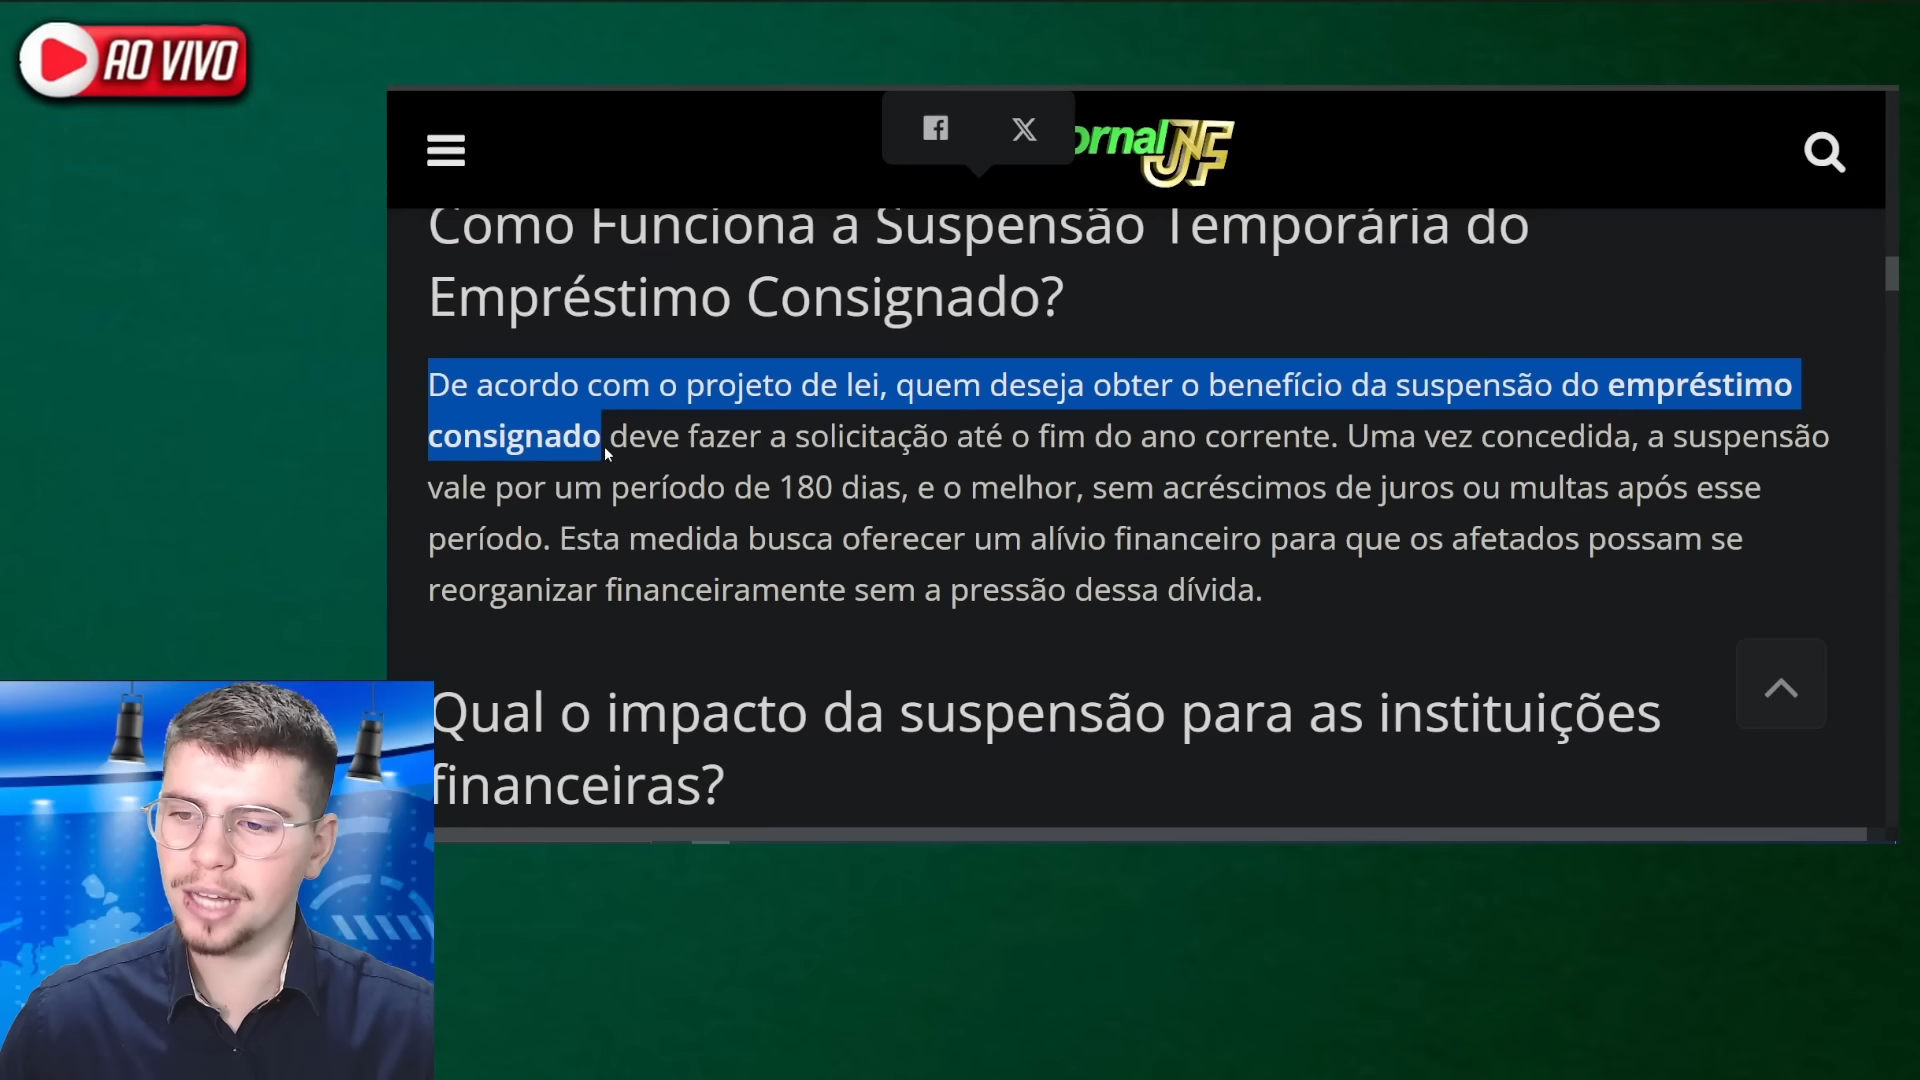 AO VIVO
ornal JNF
Como Funciona a Suspensão Temporária do
Empréstimo Consignado?
De acordo com o projeto de lei, quem deseja obter o benefício da suspensão do empréstimo
consignado deve fazer a solicitação até o fim do ano corrente. Uma vez concedida, a suspensão
vale por um período de 180 dias, e o melhor, sem acréscimos de juros ou multas após esse
período. Esta medida busca oferecer um alívio financeiro para que os afetados possam se
reorganizar financeiramente sem a pressão dessa dívida.
Qual o impacto da suspensão para as instituições
financeiras?